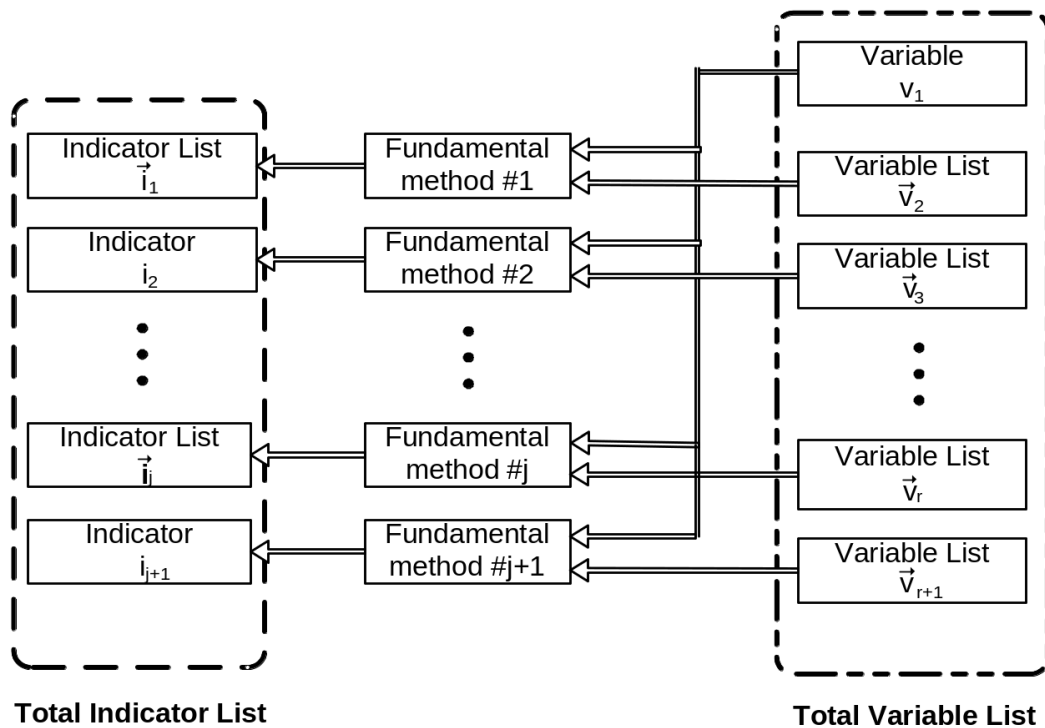 Indicator List
i⃗₁
Indicator
i₂
Indicator List
i⃗ⱼ
Indicator
iⱼ₊₁
Total Indicator List
Fundamental
method #1
Fundamental
method #2
Fundamental
method #j
Fundamental
method #j+1
Variable
v₁
Variable List
v⃗₂
Variable List
v⃗₃
Variable List
v⃗ᵣ
Variable List
v⃗ᵣ₊₁
Total Variable List